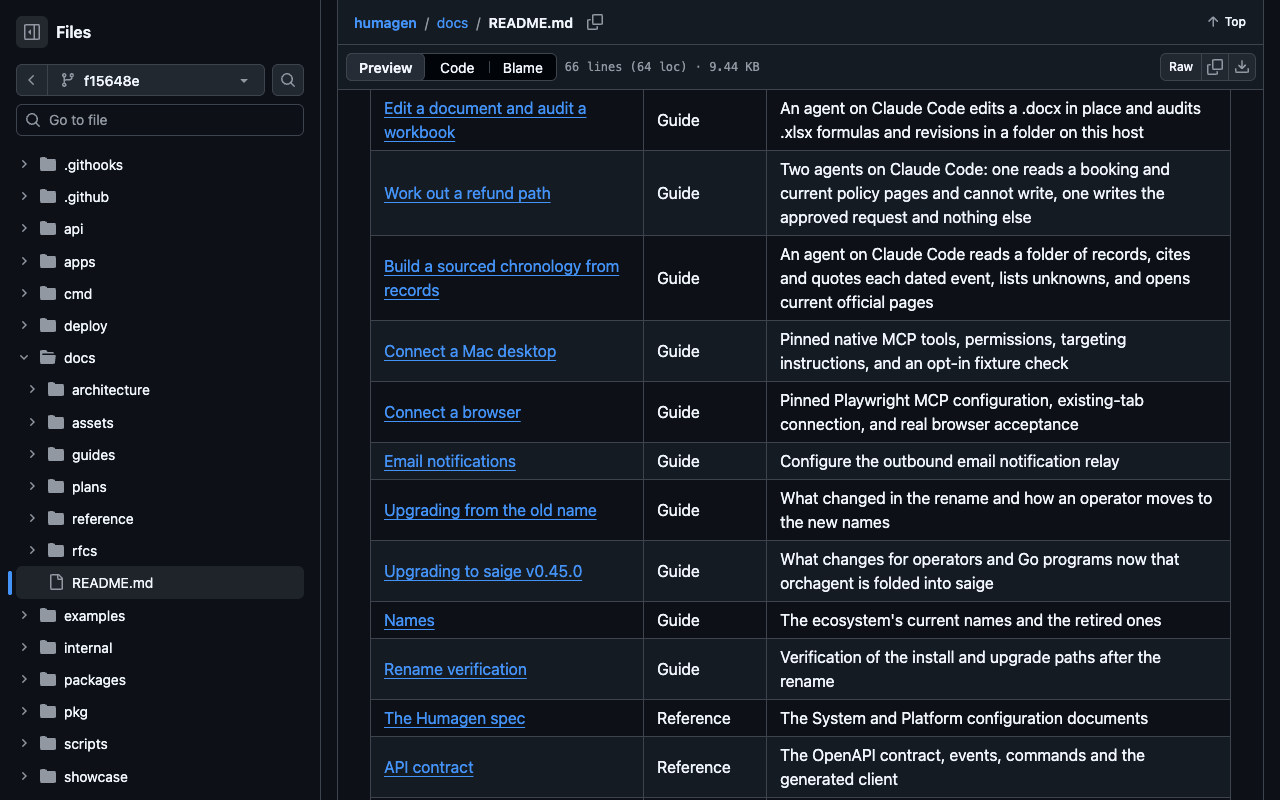 Files
f15648e
Go to file
.githooks
.github
api
apps
cmd
deploy
docs
architecture
assets
guides
plans
reference
rfcs
README.md
examples
internal
packages
pkg
scripts
showcase
humagen / docs / README.md
Top
Preview Code Blame 66 lines (64 loc) · 9.44 KB
Raw
Edit a document and audit a
workbook
Guide
An agent on Claude Code edits a .docx in place and audits
.xlsx formulas and revisions in a folder on this host
Work out a refund path
Guide
Two agents on Claude Code: one reads a booking and
current policy pages and cannot write, one writes the
approved request and nothing else
Build a sourced chronology from
records
Guide
An agent on Claude Code reads a folder of records, cites
and quotes each dated event, lists unknowns, and opens
current official pages
Connect a Mac desktop
Guide
Pinned native MCP tools, permissions, targeting
instructions, and an opt-in fixture check
Connect a browser
Guide
Pinned Playwright MCP configuration, existing-tab
connection, and real browser acceptance
Email notifications
Guide
Configure the outbound email notification relay
Upgrading from the old name
Guide
What changed in the rename and how an operator moves to
the new names
Upgrading to saige v0.45.0
Guide
What changes for operators and Go programs now that
orchagent is folded into saige
Names
Guide
The ecosystem's current names and the retired ones
Rename verification
Guide
Verification of the install and upgrade paths after the
rename
The Humagen spec
Reference
The System and Platform configuration documents
API contract
Reference
The OpenAPI contract, events, commands and the
generated client